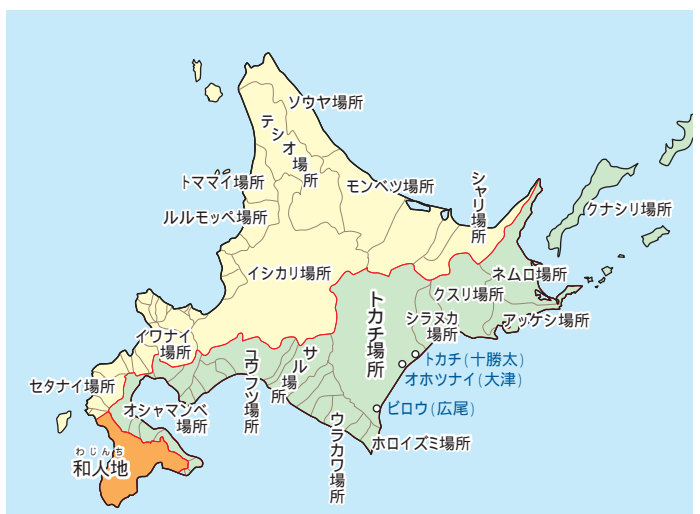 ソウヤ場所
テシオ場所
トママイ場所
モンベツ場所
シャリ場所
クナシリ場所
ルルモッペ場所
イシカリ場所
ネムロ場所
クスリ場所
トカチ場所
シラヌカ
場所
アッケシ場所
イワナイ
場所
サル場所
ユウフツ場所
トカチ(十勝太)
オホツナイ(大津)
セタナイ場所
オシャマンベ
場所
ビロウ(広尾)
ウラカワ場所
ホロイズミ場所
わじんち
和人地